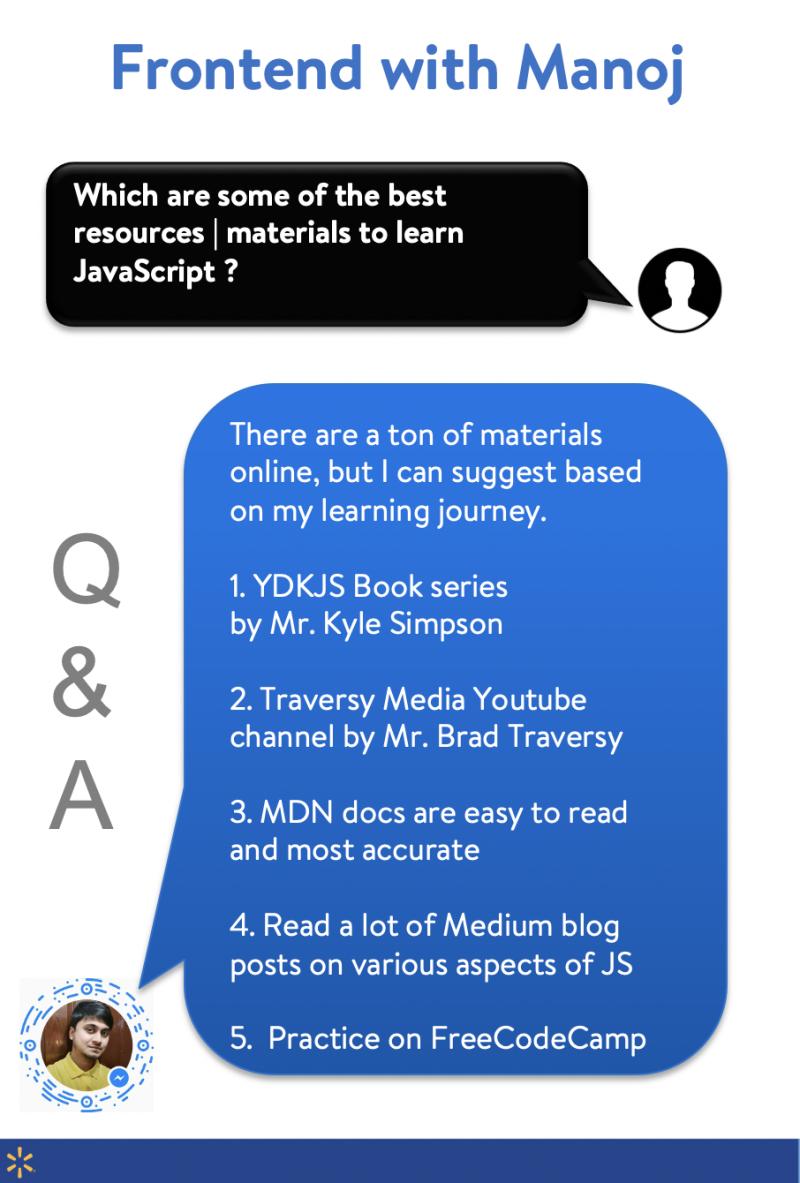 Frontend with Manoj
Which are some of the best
resources | materials to learn
JavaScript ?
There are a ton of materials
online, but I can suggest based
on my learning journey.
1. YDKJS Book series
by Mr. Kyle Simpson
2. Traversy Media Youtube
channel by Mr. Brad Traversy
3. MDN docs are easy to read
and most accurate
4. Read a lot of Medium blog
posts on various aspects of JS
5.  Practice on FreeCodeCamp
Q
&
A